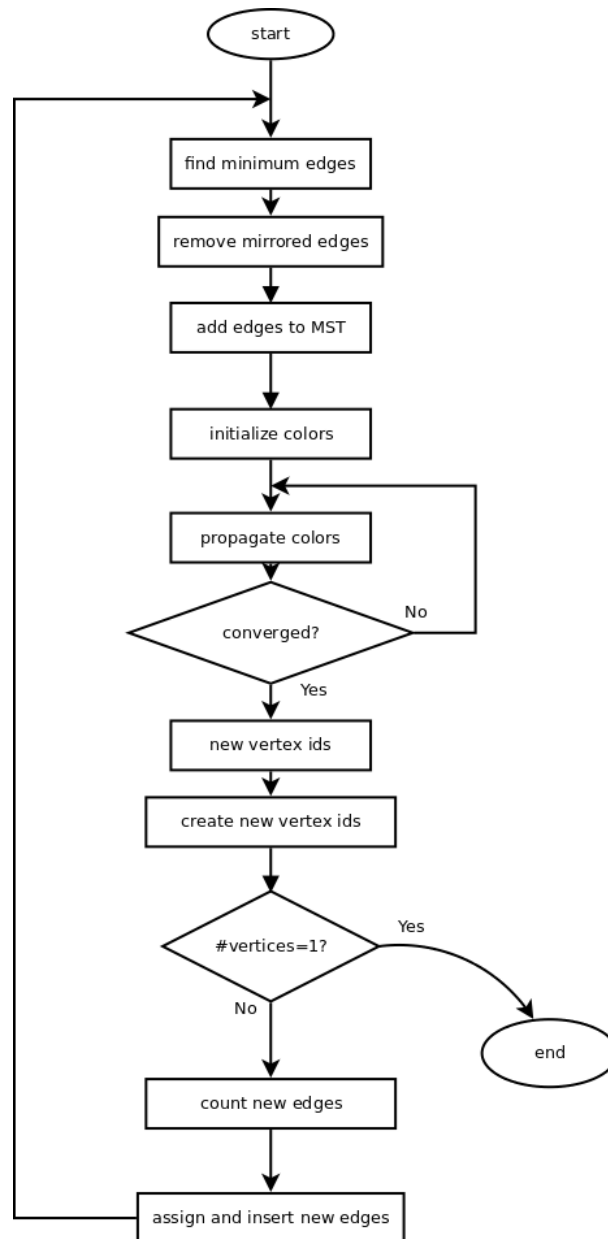 start
find minimum edges
remove mirrored edges
add edges to MST
initialize colors
propagate colors
No
converged?
Yes
new vertex ids
create new vertex ids
Yes
#vertices=1?
No
end
count new edges
assign and insert new edges